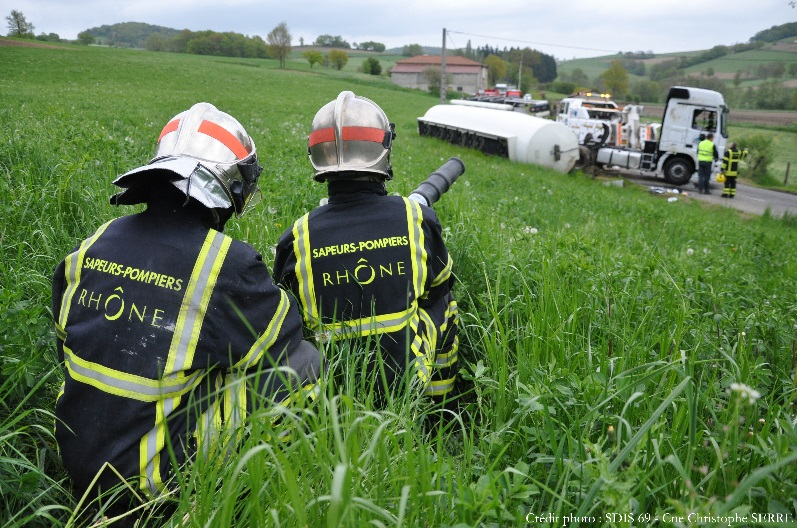 SAPEURS-POMPIERS
RHÔNE
SAPEURS-POMPIERS
RHÔNE
Crédit photo : SDIS 69 - Cne Christophe SERRE